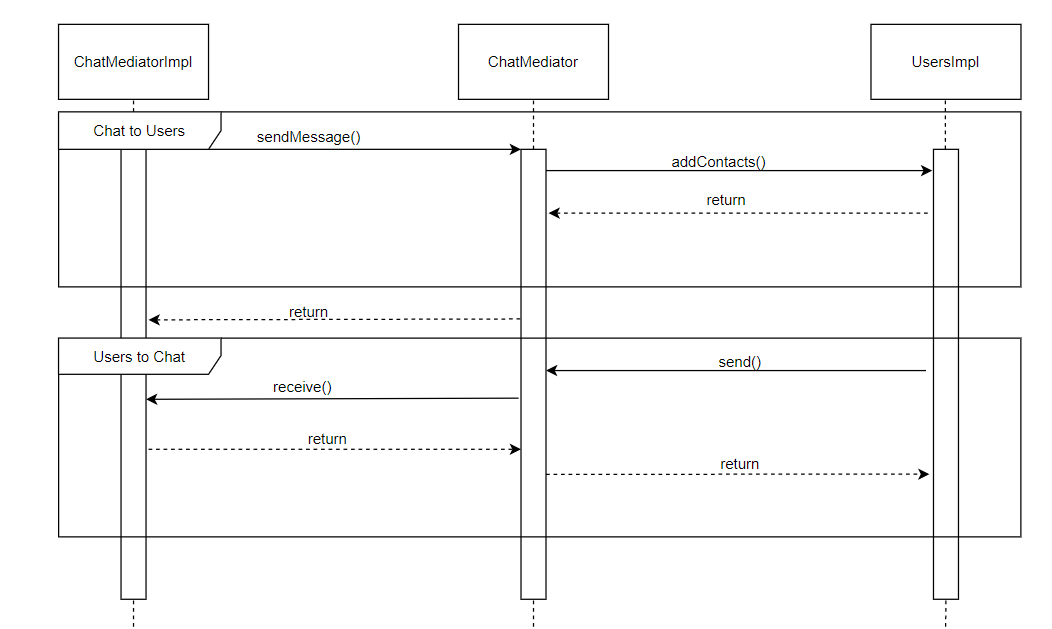 ChatMediatorImpl
ChatMediator
UsersImpl
Chat to Users
sendMessage()
addContacts()
return
return
Users to Chat
send()
receive()
return
return